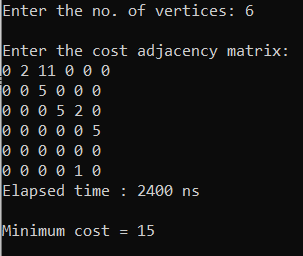 Enter the no. of vertices: 6
Enter the cost adjacency matrix:
0 2 11 0 0 0
0 0 5 0 0 0
0 0 0 5 2 0
0 0 0 0 0 5
0 0 0 0 0 0
0 0 0 0 1 0
Elapsed time : 2400 ns
Minimum cost = 15